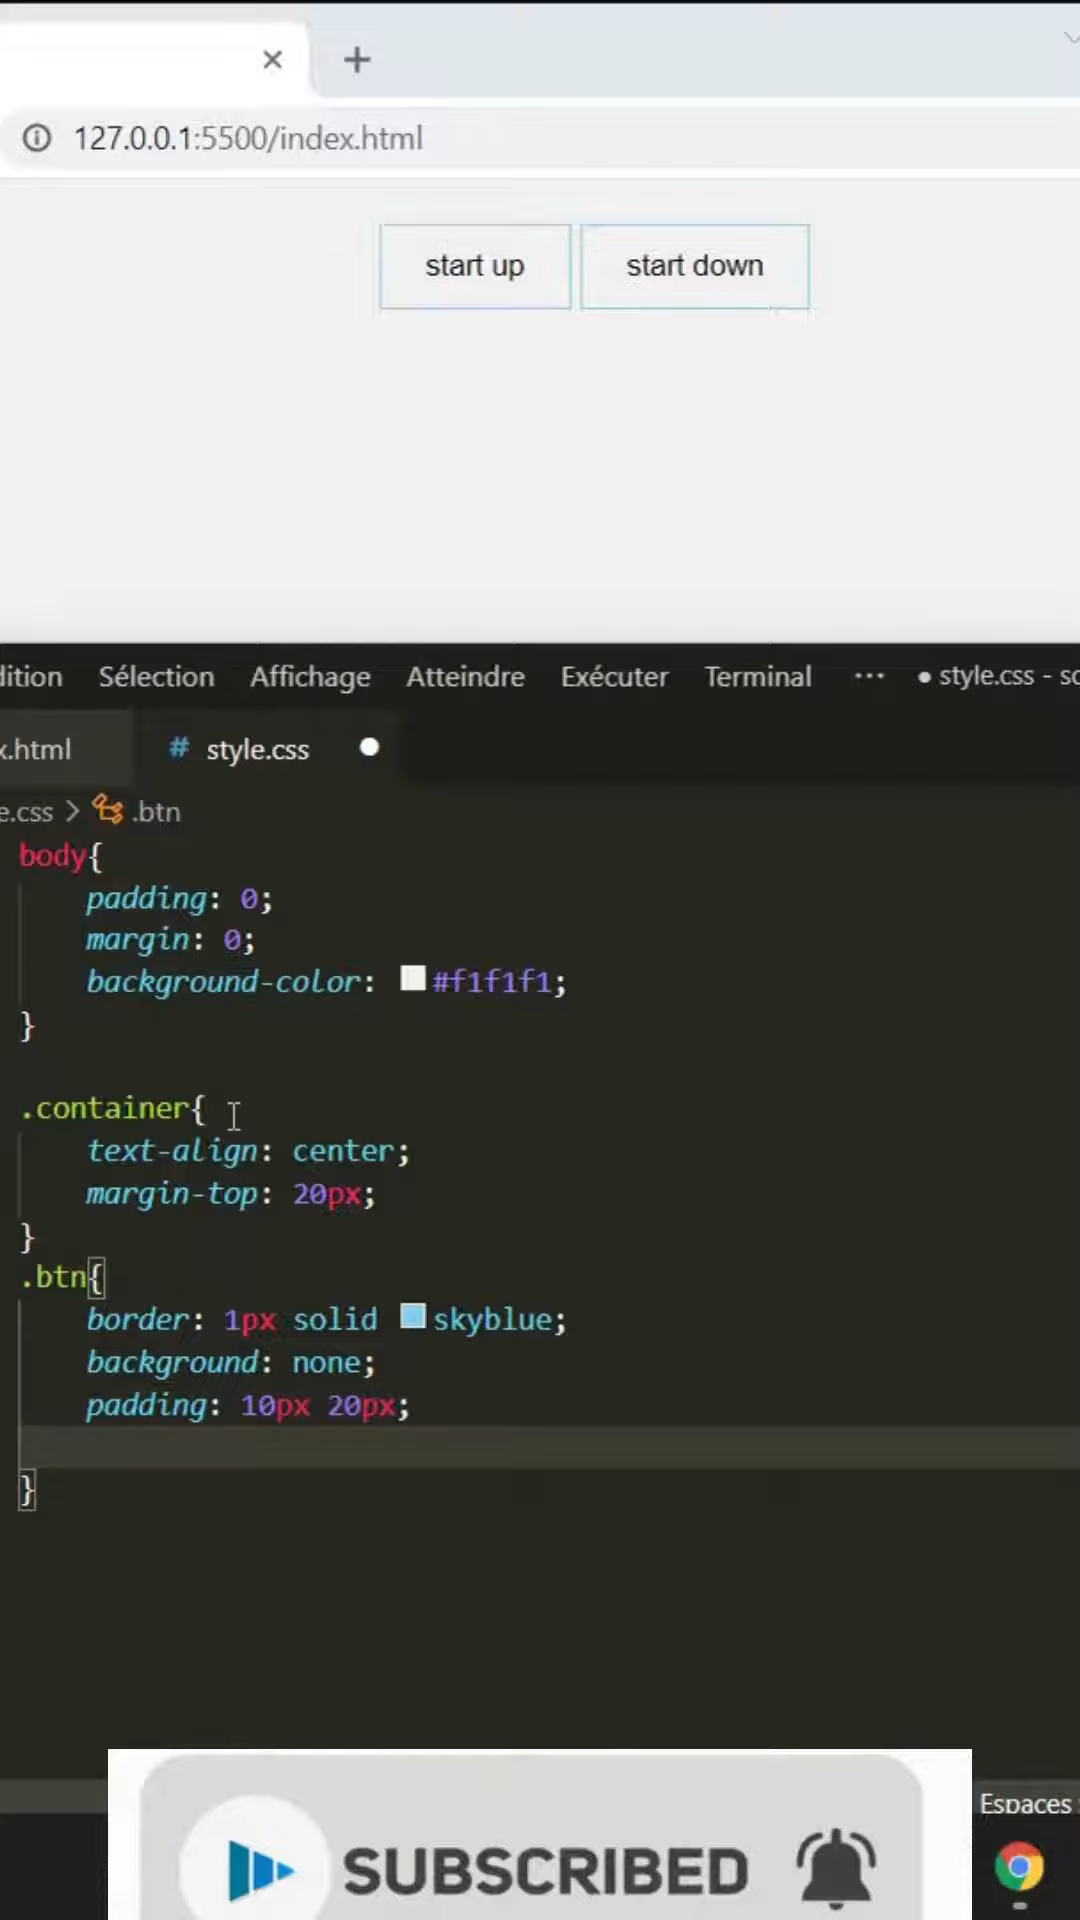 127.0.0.1:5500/index.html
start up start down
dition Sélection Affichage Atteindre Exécuter Terminal ··· ● style.css - sc
x.html # style.css ●
e.css > .btn
body{
padding: 0;
margin: 0;
background-color: #f1f1f1;
}
.container{
text-align: center;
margin-top: 20px;
}
.btn{
border: 1px solid skyblue;
background: none;
padding: 10px 20px;
}
Espaces :
SUBSCRIBED